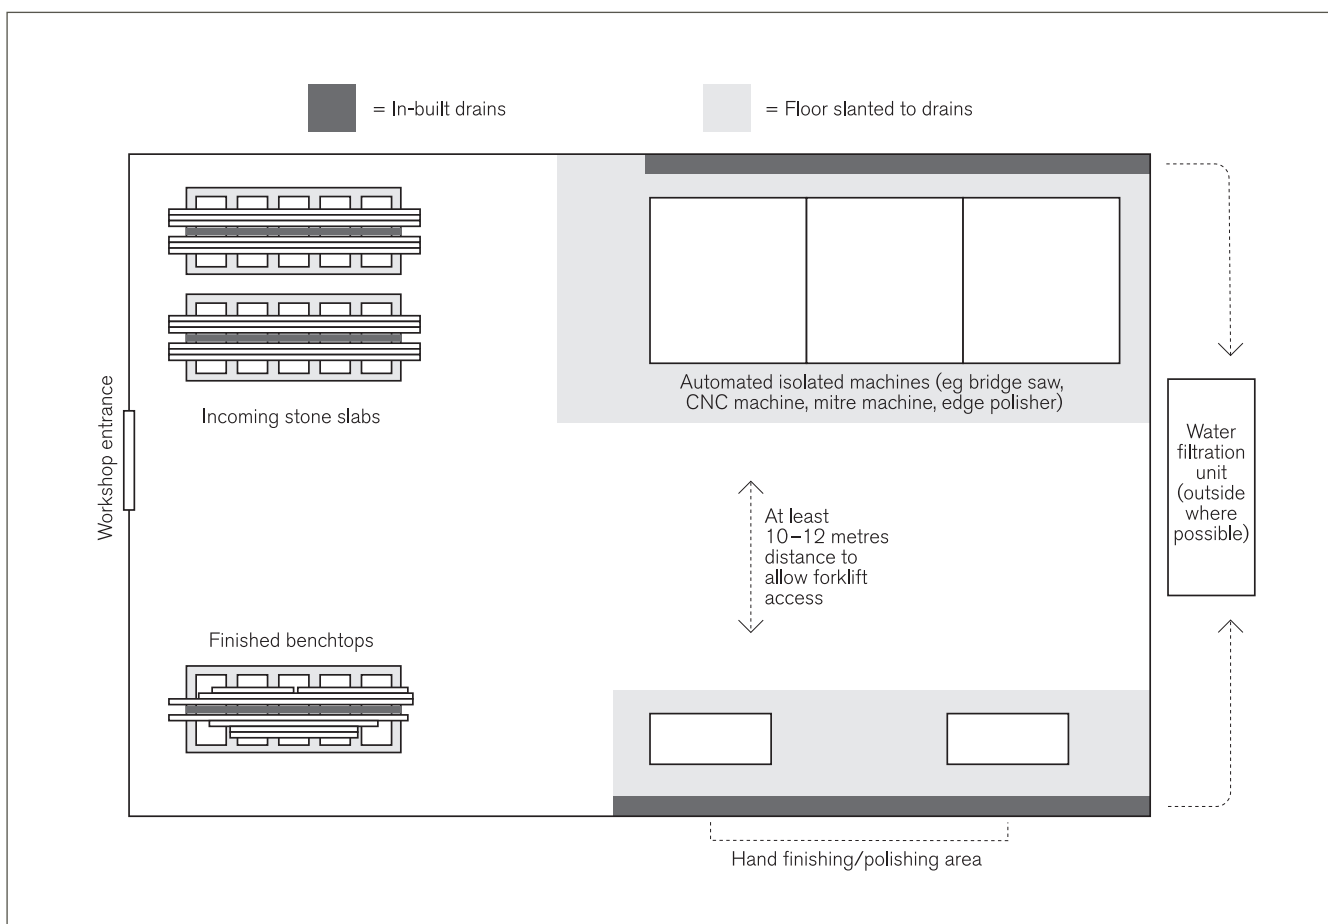 = In-built drains
= Floor slanted to drains
Workshop entrance
Incoming stone slabs
Automated isolated machines (eg bridge saw,
CNC machine, mitre machine, edge polisher)
Water
filtration
unit
(outside
where
possible)
At least
10–12 metres
distance to
allow forklift
access
Finished benchtops
Hand finishing/polishing area